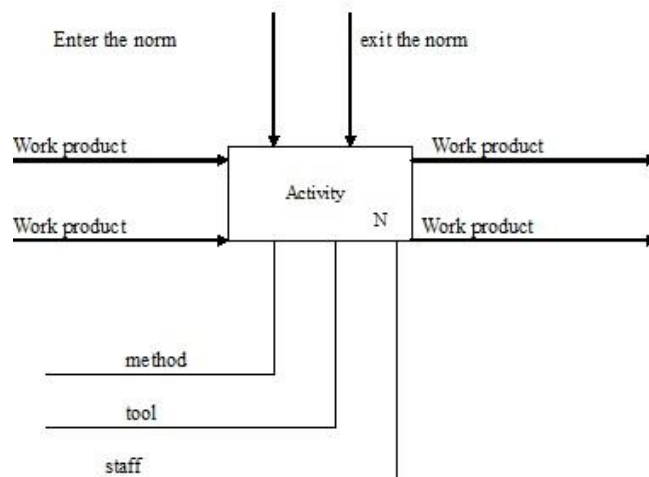 Enter the norm
exit the norm
Work product
Work product
Activity
N
Work product
Work product
method
tool
staff